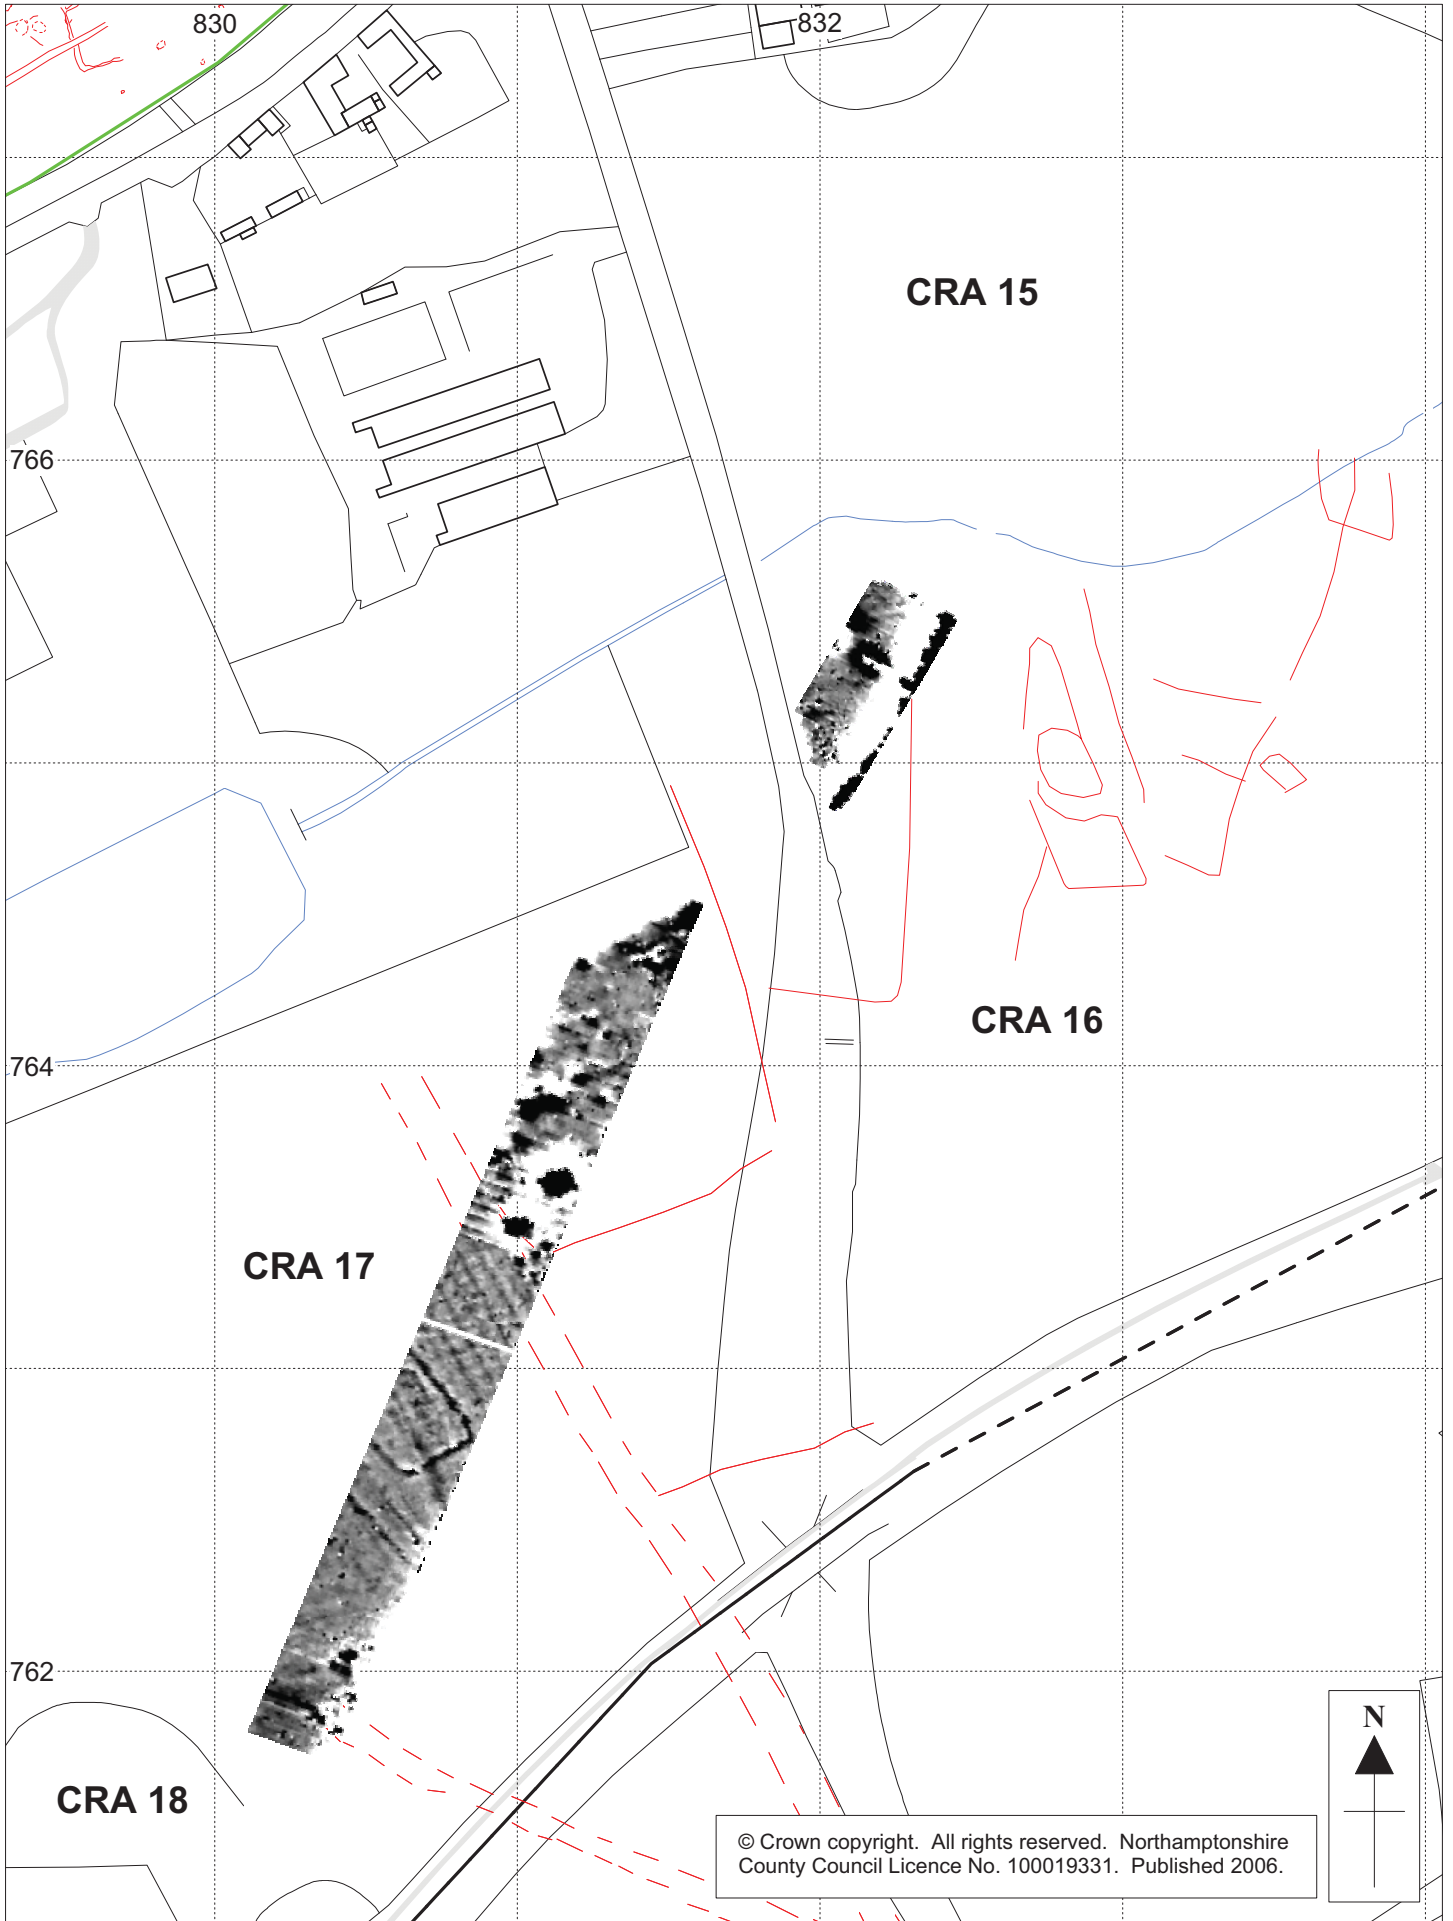 830
832
CRA 15
766
CRA 16
764
CRA 17
762
N
CRA 18
© Crown copyright. All rights reserved. Northamptonshire
County Council Licence No. 100019331. Published 2006.